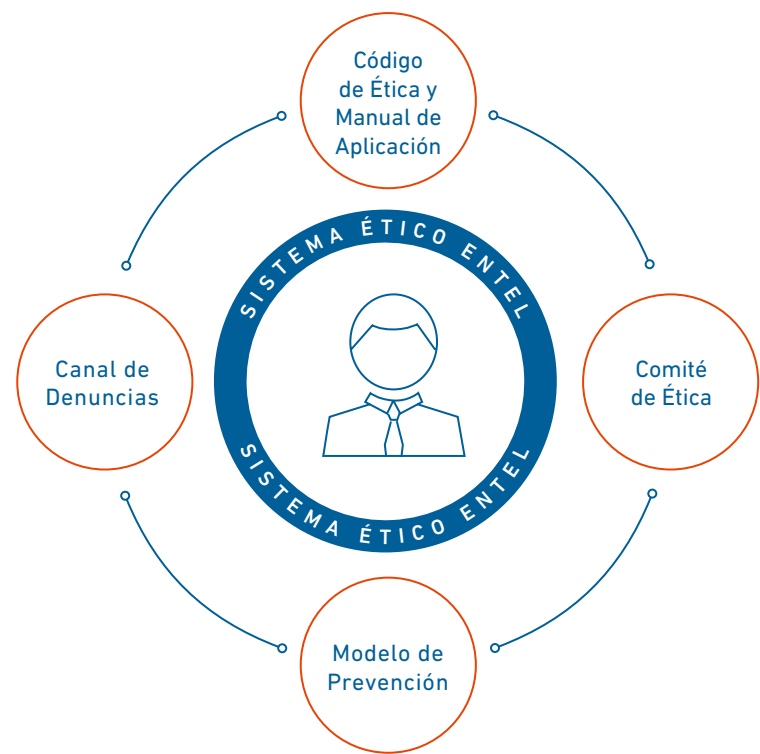 Código
de Ética y
Manual de
Aplicación
SISTEMA ÉTICO ENTEL
Canal de
Denuncias
Comité
de Ética
SISTEMA ÉTICO ENTEL
Modelo de
Prevención